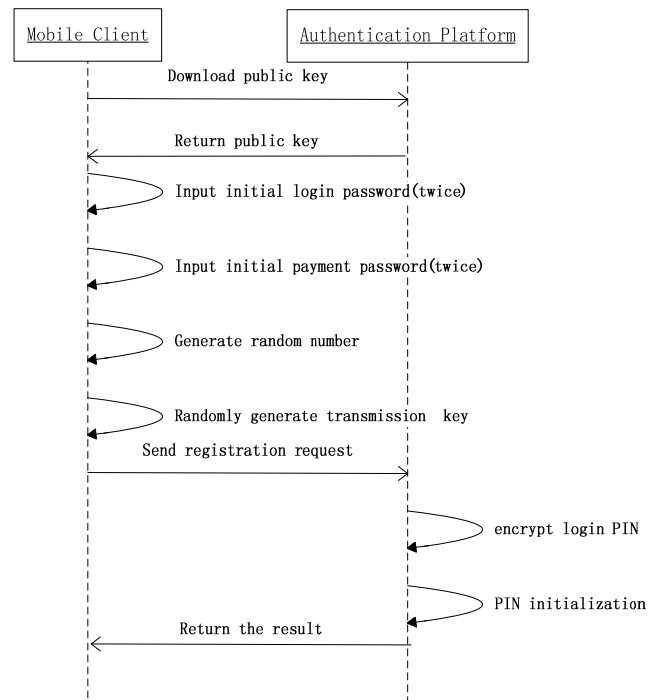 Mobile Client
Authentication Platform
Download public key
Return public key
Input initial login password(twice)
Input initial payment password(twice)
Generate random number
Randomly generate transmission key
Send registration request
encrypt login PIN
PIN initialization
Return the result